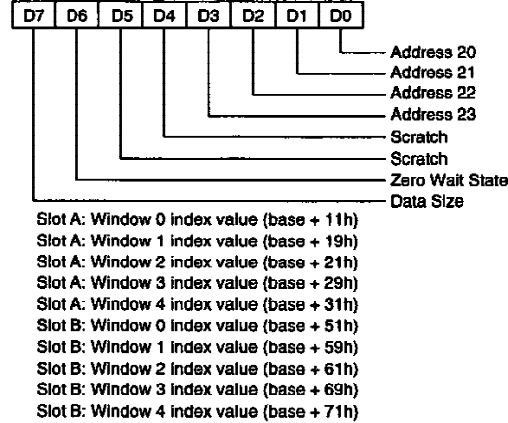 D7 D6 D5 D4 D3 D2 D1 D0
Address 20
Address 21
Address 22
Address 23
Scratch
Scratch
Zero Wait State
Data Size
Slot A: Window 0 index value (base + 11h)
Slot A: Window 1 index value (base + 19h)
Slot A: Window 2 index value (base + 21h)
Slot A: Window 3 index value (base + 29h)
Slot A: Window 4 index value (base + 31h)
Slot B: Window 0 index value (base + 51h)
Slot B: Window 1 index value (base + 59h)
Slot B: Window 2 index value (base + 61h)
Slot B: Window 3 index value (base + 69h)
Slot B: Window 4 index value (base + 71h)